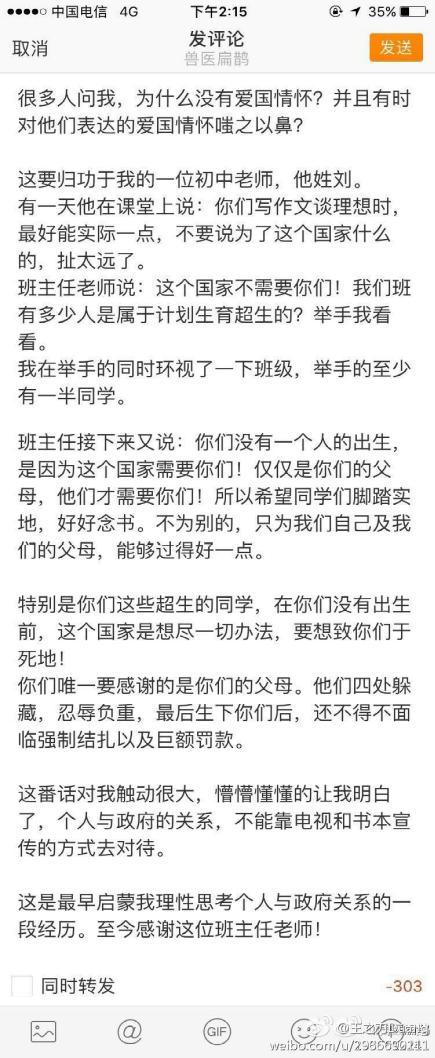 中国电信 4G 下午2:15 35%
取消 发评论 发送
兽医扁鹊
很多人问我，为什么没有爱国情怀？并且有时
对他们表达的爱国情怀嗤之以鼻？
这要归功于我的一位初中老师，他姓刘。
有一天他在课堂上说：你们写作文谈理想时，
最好能实际一点，不要说为了这个国家什么
的，扯太远了。
班主任老师说：这个国家不需要你们！我们班
有多少人是属于计划生育超生的？举手我看
看。
我在举手的同时环视了一下班级，举手的至少
有一半同学。
班主任接下来又说：你们没有一个人的出生，
是因为这个国家需要你们！仅仅是你们的父
母，他们才需要你们！所以希望同学们脚踏实
地，好好念书。不为别的，只为我们自己及我
们的父母，能够过得好一点。
特别是你们这些超生的同学，在你们没有出生
前，这个国家是想尽一切办法，要想致你们于
死地！
你们唯一要感谢的是你们的父母。他们四处躲
藏，忍辱负重，最后生下你们后，还不得不面
临强制结扎以及巨额罚款。
这番话对我触动很大，懵懵懂懂的让我明白
了，个人与政府的关系，不能靠电视和书本宣
传的方式去对待。
这是最早启蒙我理性思考个人与政府关系的一
段经历。至今感谢这位班主任老师！
同时转发 -303
@ GIF